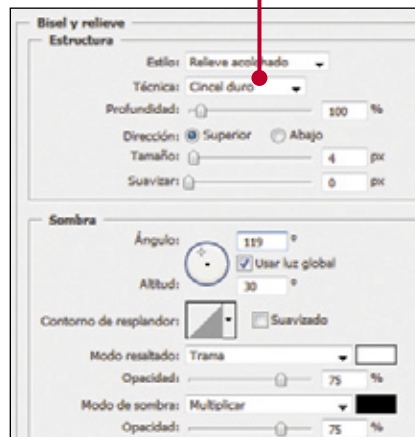 Bisel y relieve
Estructura
Estilo: Relieve acolchado
Técnica: Cincel duro
Profundidad: 100 %
Dirección: Superior Abajo
Tamaño: 4 px
Suavizar: 0 px
Sombra
Ángulo: 119 °
Usar luz global
Altitud: 30 °
Contorno de resplandor: Suavizado
Modo resaltado: Trama
Opacidad: 75 %
Modo de sombra: Multiplicar
Opacidad: 75 %